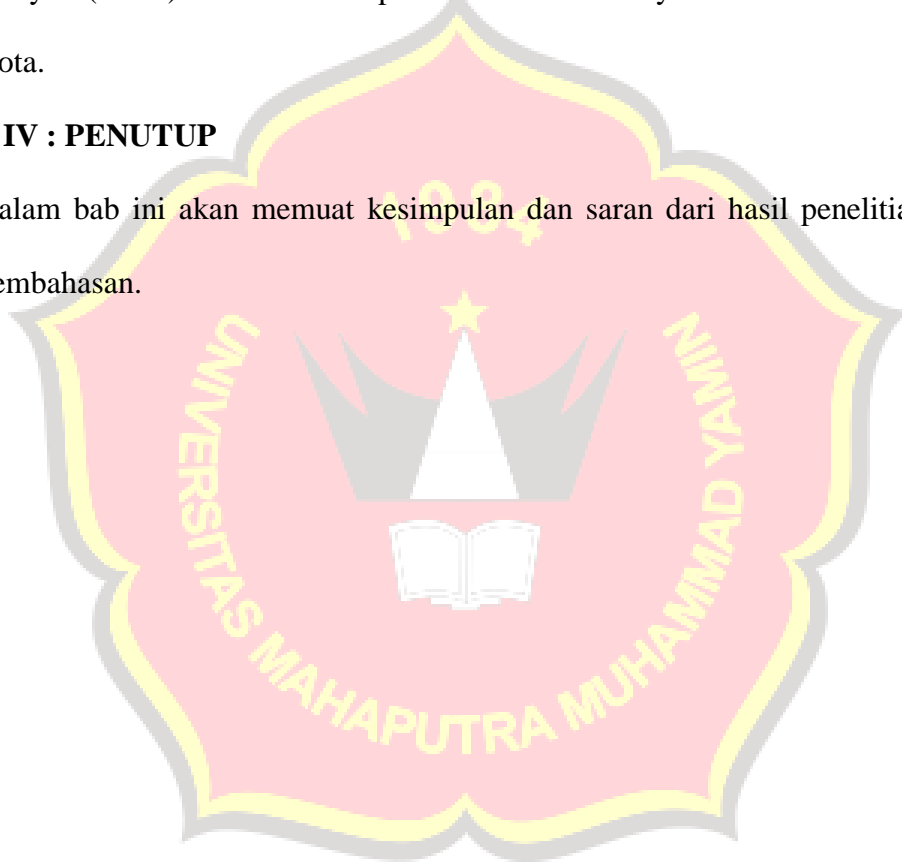 ota.
IV : PENUTUP
alam bab ini akan memuat kesimpulan dan saran dari hasil penelitia
embahasan.
1984
UNIVERSITAS MAHAPUTRA MUHAMMAD YAMIN